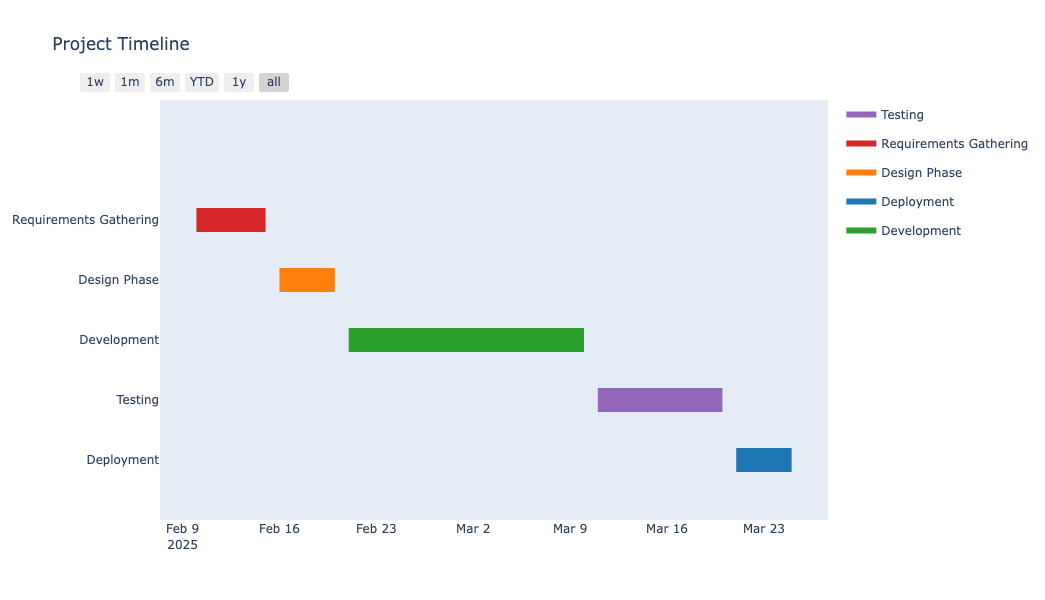 Project Timeline
1w 1m 6m YTD 1y all
Testing
Requirements Gathering
Design Phase
Deployment
Development
Requirements Gathering
Design Phase
Development
Testing
Deployment
Feb 9 Feb 16 Feb 23 Mar 2 Mar 9 Mar 16 Mar 23
2025